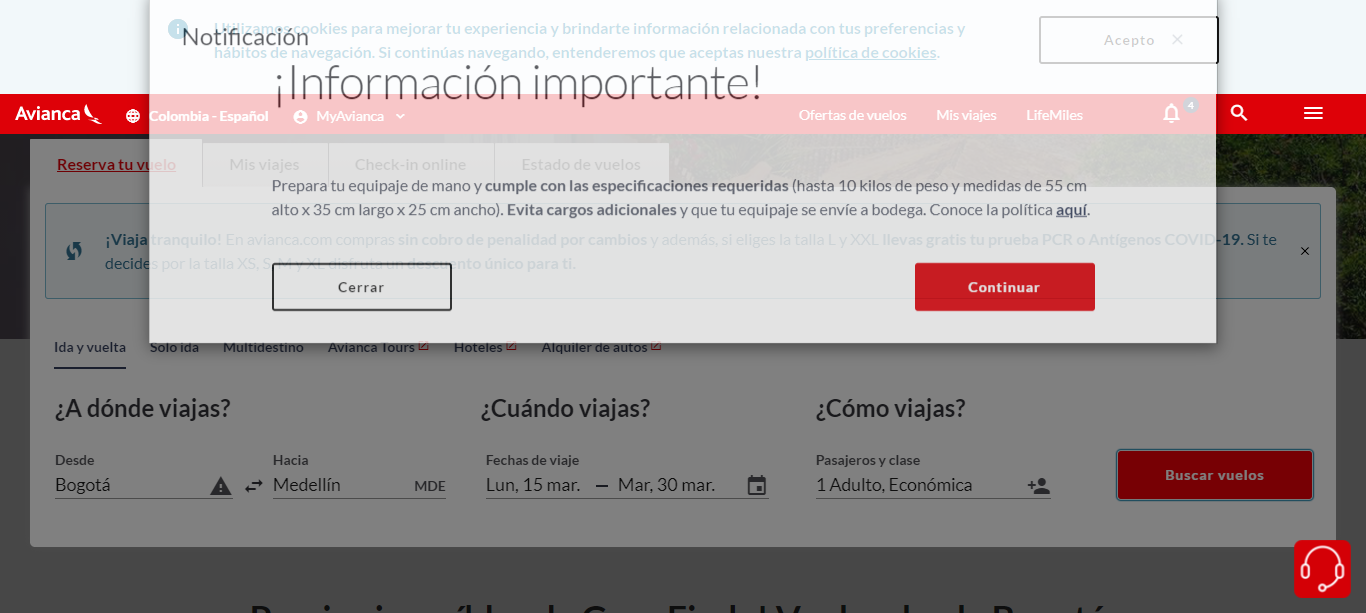 Utilizamos cookies para mejorar tu experiencia y brindarte información relacionada con tus preferencias y
hábitos de navegación. Si continúas navegando, entenderemos que aceptas nuestra política de cookies.
Acepto
Notificación
¡Información importante!
Avianca
Colombia - Español
MyAvianca
Ofertas de vuelos
Mis viajes
LifeMiles
4
Reserva tu vuelo
Mis viajes
Check-in online
Estado de vuelos
Prepara tu equipaje de mano y cumple con las especificaciones requeridas (hasta 10 kilos de peso y medidas de 55 cm
alto x 35 cm largo x 25 cm ancho). Evita cargos adicionales y que tu equipaje se envíe a bodega. Conoce la política aquí.
¡Viaja tranquilo! En avianca.com compras sin cobro de penalidad por cambios y además, si eliges la talla L y XXL llevas gratis tu prueba PCR o Antígenos COVID-19. Si te
decides por la talla XS, S, M y XL disfruta un descuento único para ti.
Cerrar
Continuar
Ida y vuelta
Solo ida
Multidestino
Avianca Tours
Hoteles
Alquiler de autos
¿A dónde viajas?
¿Cuándo viajas?
¿Cómo viajas?
Desde
Hacia
Fechas de viaje
Pasajeros y clase
Bogotá
Medellín
MDE
Lun, 15 mar.
—
Mar, 30 mar.
1 Adulto, Económica
Buscar vuelos